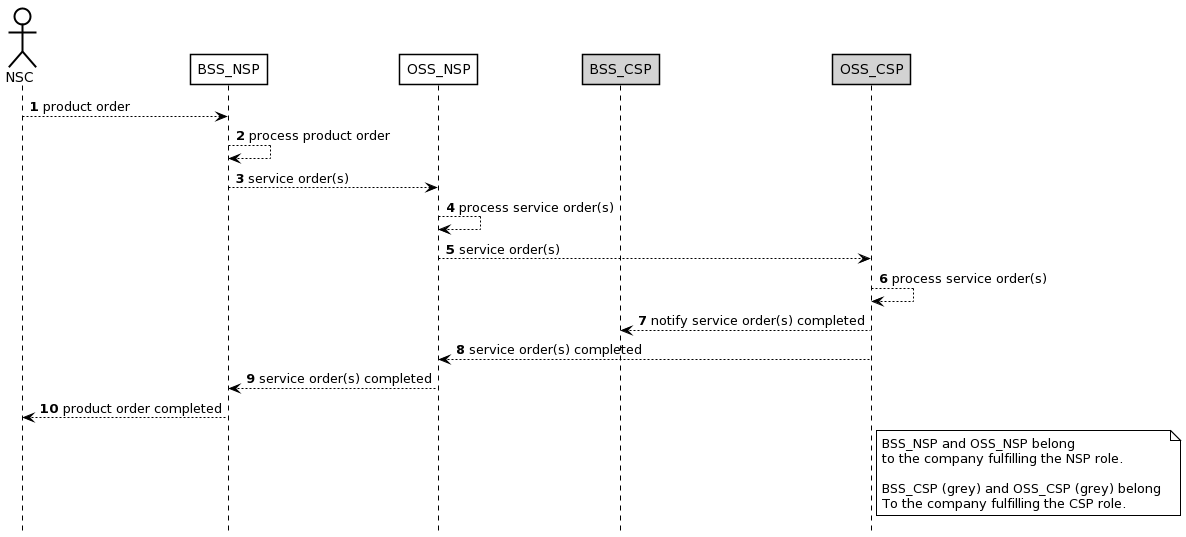 NSC
BSS_NSP
OSS_NSP
BSS_CSP
OSS_CSP
1 product order
2 process product order
3 service order(s)
4 process service order(s)
5 service order(s)
6 process service order(s)
7 notify service order(s) completed
8 service order(s) completed
9 service order(s) completed
10 product order completed
BSS_NSP and OSS_NSP belong
to the company fulfilling the NSP role.
BSS_CSP (grey) and OSS_CSP (grey) belong
To the company fulfilling the CSP role.